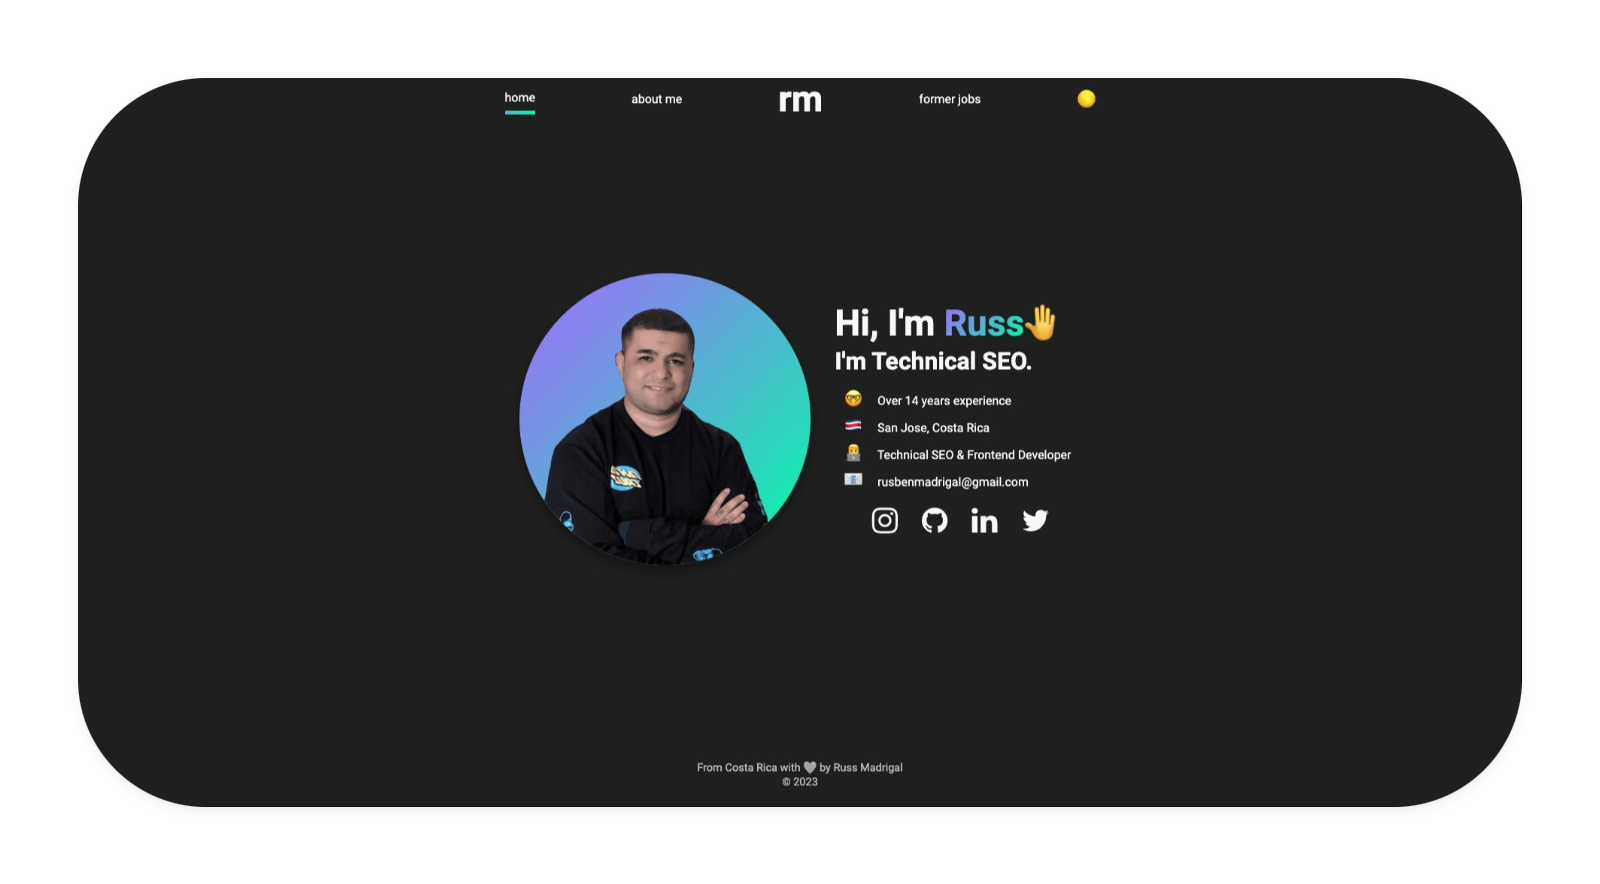 home
about me
rm
former jobs
Hi, I'm Russ
I'm Technical SEO.
Over 14 years experience
San Jose, Costa Rica
Technical SEO & Frontend Developer
rusbenmadrigal@gmail.com
From Costa Rica with 🖤 by Russ Madrigal
© 2023